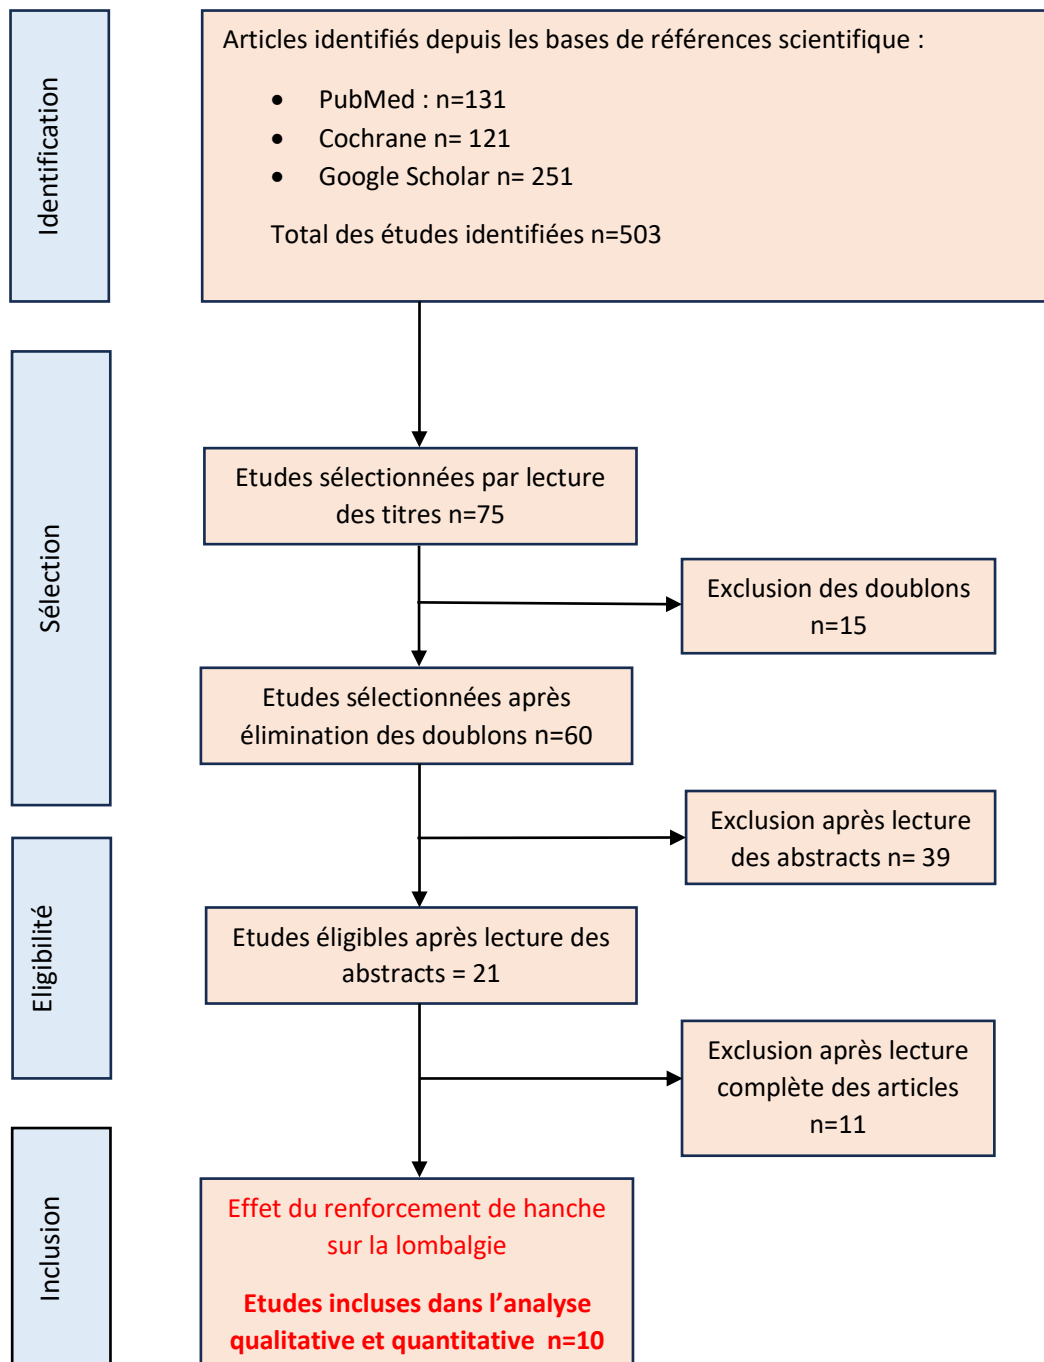 Identification
Articles identifiés depuis les bases de références scientifique :
• PubMed : n=131
• Cochrane n= 121
• Google Scholar n= 251
Total des études identifiées n=503
Sélection
Etudes sélectionnées par lecture
des titres n=75
Exclusion des doublons
n=15
Etudes sélectionnées après
élimination des doublons n=60
Exclusion après lecture
des abstracts n= 39
Eligibilité
Etudes éligibles après lecture des
abstracts = 21
Exclusion après lecture
complète des articles
n=11
Inclusion
Effet du renforcement de hanche
sur la lombalgie
Etudes incluses dans l’analyse
qualitative et quantitative n=10